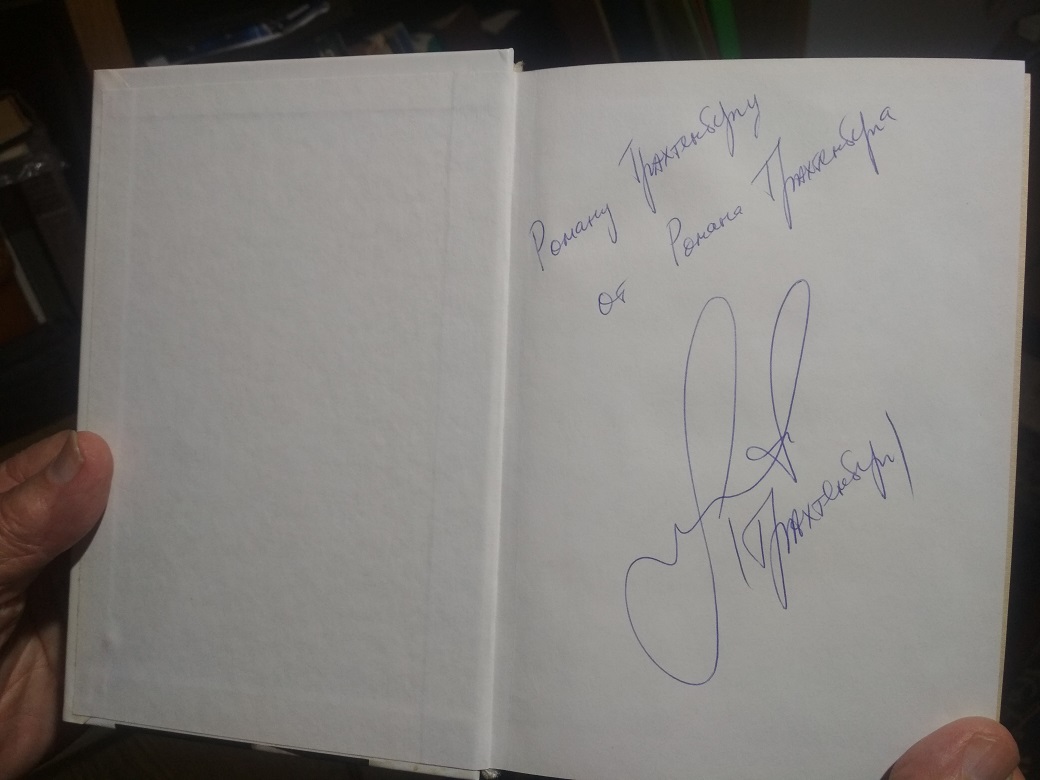 Роману Трахтенбергу
от Романа Трахтенберга
(Трахтенберг)